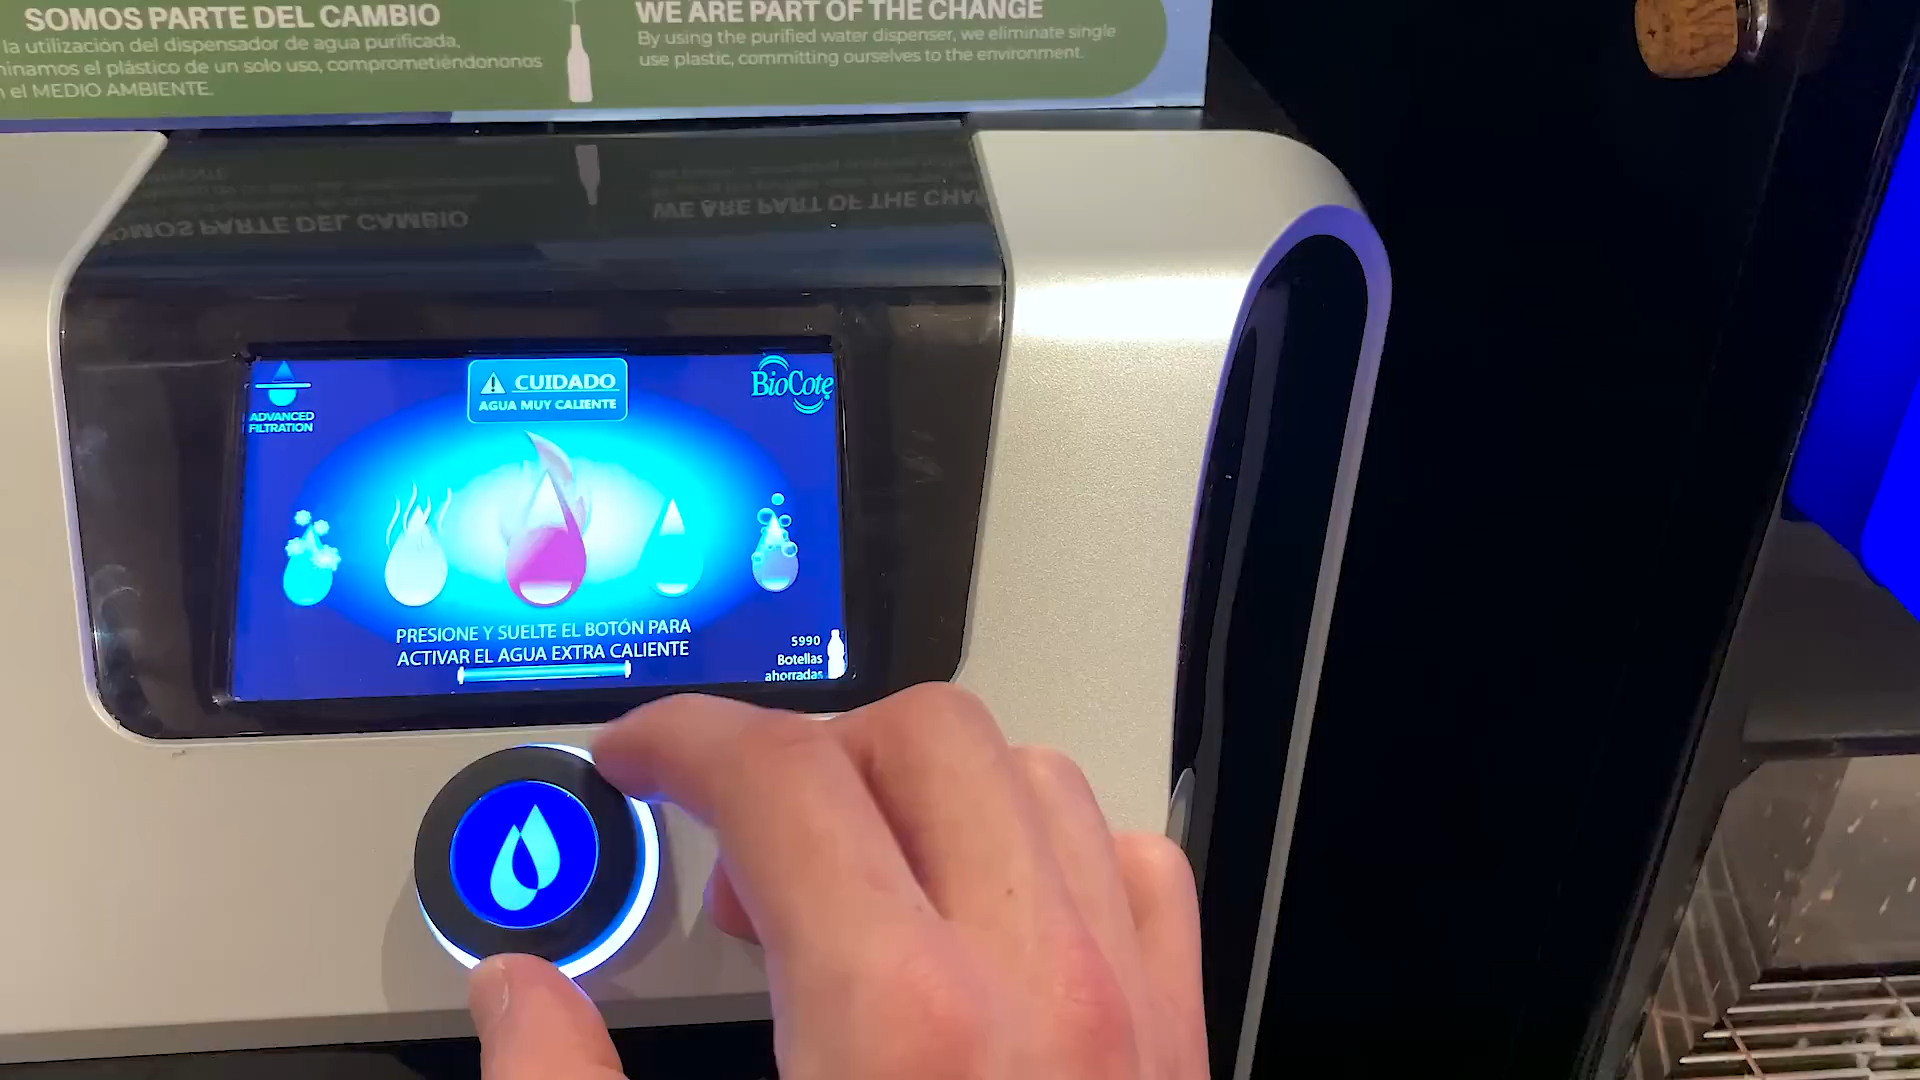 SOMOS PARTE DEL CAMBIO
la utilización del dispensador de agua purificada,
minamos el plástico de un solo uso, comprometiéndonos
el MEDIO AMBIENTE.
WE ARE PART OF THE CHANGE
By using the purified water dispenser, we eliminate single
use plastic, committing ourselves to the environment.
ADVANCED
FILTRATION
CUIDADO
AGUA MUY CALIENTE
BioCote
PRESIONE Y SUELTE EL BOTÓN PARA
ACTIVAR EL AGUA EXTRA CALIENTE
5990
Botellas
ahorradas